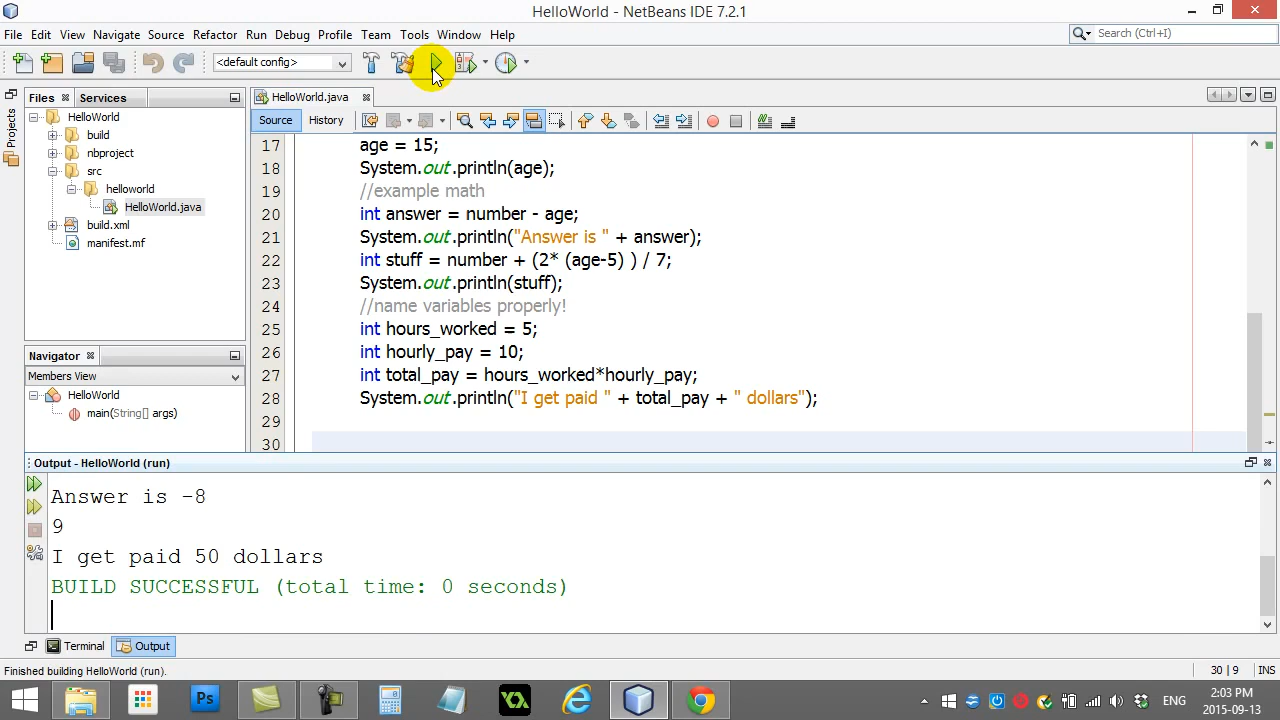 HelloWorld - NetBeans IDE 7.2.1
File Edit View Navigate Source Refactor Run Debug Profile Team Tools Window Help
Search (Ctrl+I)
<default config>
Files Services
HelloWorld.java
Projects
Source History
HelloWorld
build
nbproject
src
helloworld
HelloWorld.java
build.xml
manifest.mf
17 age = 15;
18 System.out.println(age);
19 //example math
20 int answer = number - age;
21 System.out.println("Answer is " + answer);
22 int stuff = number + (2* (age-5) ) / 7;
23 System.out.println(stuff);
24 //name variables properly!
25 int hours_worked = 5;
26 int hourly_pay = 10;
27 int total_pay = hours_worked*hourly_pay;
28 System.out.println("I get paid " + total_pay + " dollars");
29
30
Navigator
Members View
HelloWorld
main(String[] args)
Output - HelloWorld (run)
Answer is -8
9
I get paid 50 dollars
BUILD SUCCESSFUL (total time: 0 seconds)
Terminal Output
Finished building HelloWorld (run).
30 | 9 INS
Ps
ENG
2:03 PM
2015-09-13